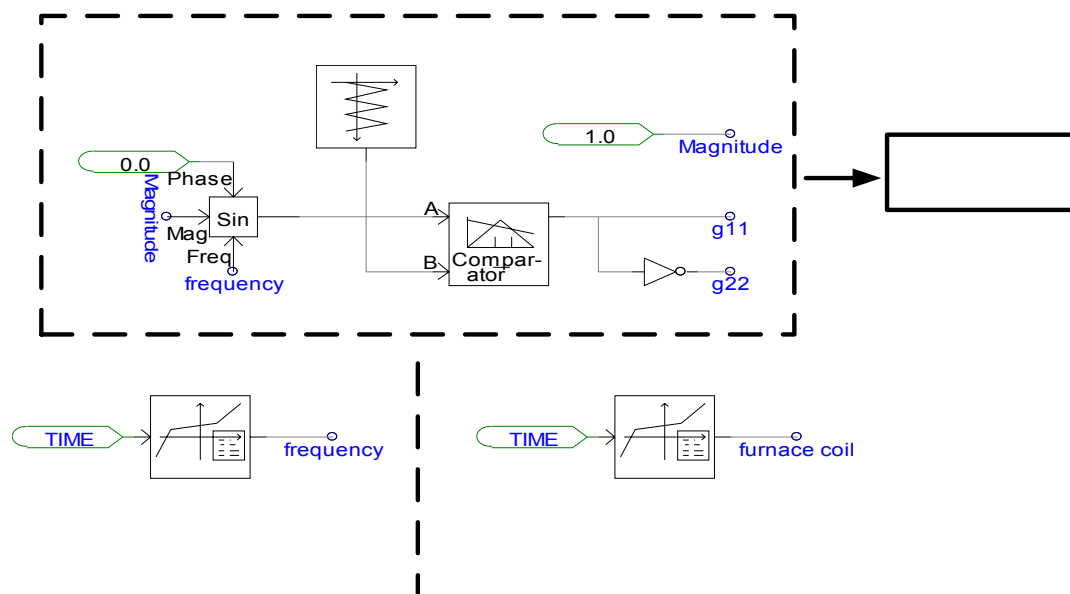 1.0
Magnitude
0.0
Phase
Magnitude
Sin
Mag
Freq
frequency
A
B
Compar-
ator
g11
g22
TIME
frequency
TIME
furnace coil